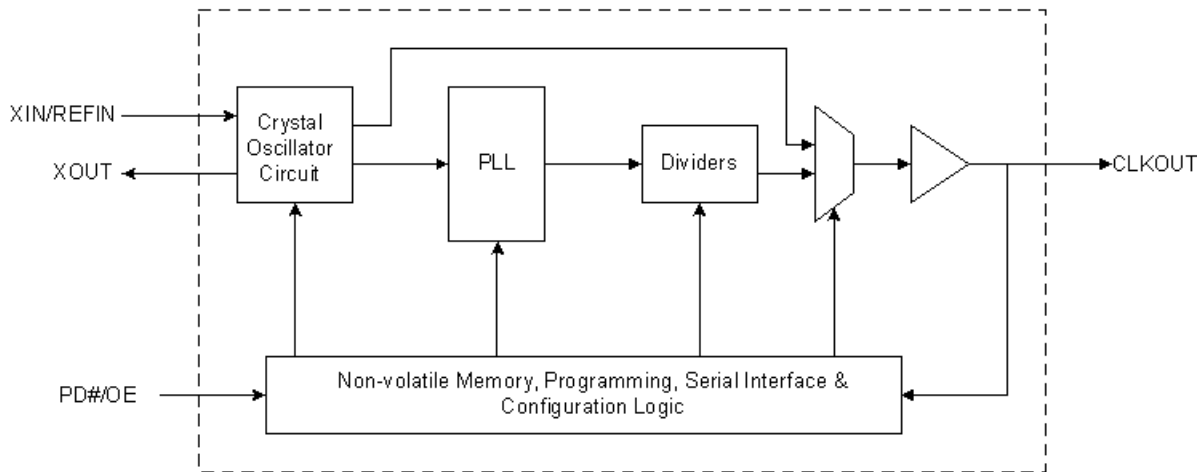 XIN/REFIN
XOUT
Crystal
Oscillator
Circuit
PLL
Dividers
CLKOUT
PD#/OE
Non-volatile Memory, Programming, Serial Interface &
Configuration Logic